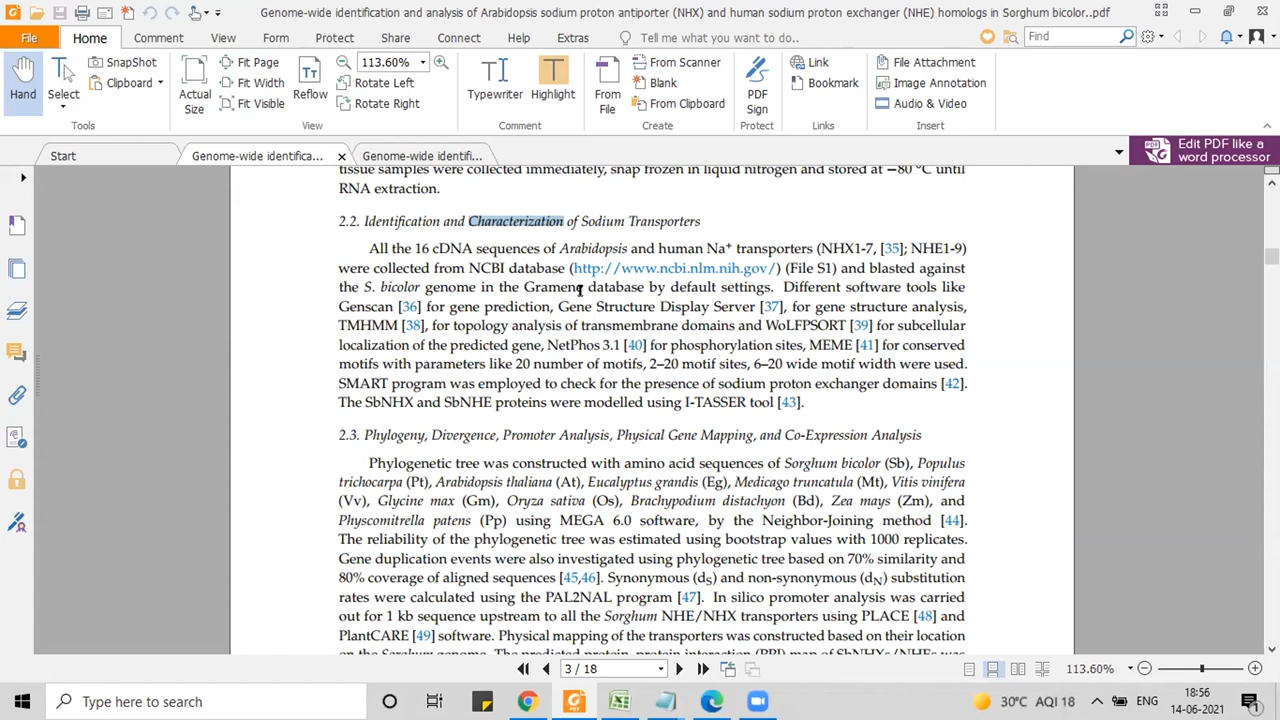 Genome-wide identification and analysis of Arabidopsis sodium proton antiporter (NHX) and human sodium proton exchanger (NHE) homologs in Sorghum bicolor..pdf
File Home Comment View Form Protect Share Connect Help Extras Tell me what you want to do.. Find
Hand Select SnapShot Clipboard Actual Size Fit Page Fit Width Fit Visible Reflow 113.60% Rotate Left Rotate Right Typewriter Highlight From File From Scanner Blank From Clipboard PDF Sign Link Bookmark File Attachment Image Annotation Audio & Video
Tools View Comment Create Protect Links Insert
Start Genome-wide identifica... Genome-wide identifi... Edit PDF like a word processor
tissue samples were collected immediately, snap frozen in liquid nitrogen and stored at −80 °C until
RNA extraction.
2.2. Identification and Characterization of Sodium Transporters
All the 16 cDNA sequences of Arabidopsis and human Na⁺ transporters (NHX1-7, [35]; NHE1-9)
were collected from NCBI database (http://www.ncbi.nlm.nih.gov/) (File S1) and blasted against
the S. bicolor genome in the Gramene database by default settings. Different software tools like
Genscan [36] for gene prediction, Gene Structure Display Server [37], for gene structure analysis,
TMHMM [38], for topology analysis of transmembrane domains and WoLFPSORT [39] for subcellular
localization of the predicted gene, NetPhos 3.1 [40] for phosphorylation sites, MEME [41] for conserved
motifs with parameters like 20 number of motifs, 2–20 motif sites, 6–20 wide motif width were used.
SMART program was employed to check for the presence of sodium proton exchanger domains [42].
The SbNHX and SbNHE proteins were modelled using I-TASSER tool [43].
2.3. Phylogeny, Divergence, Promoter Analysis, Physical Gene Mapping, and Co-Expression Analysis
Phylogenetic tree was constructed with amino acid sequences of Sorghum bicolor (Sb), Populus
trichocarpa (Pt), Arabidopsis thaliana (At), Eucalyptus grandis (Eg), Medicago truncatula (Mt), Vitis vinifera
(Vv), Glycine max (Gm), Oryza sativa (Os), Brachypodium distachyon (Bd), Zea mays (Zm), and
Physcomitrella patens (Pp) using MEGA 6.0 software, by the Neighbor-Joining method [44].
The reliability of the phylogenetic tree was estimated using bootstrap values with 1000 replicates.
Gene duplication events were also investigated using phylogenetic tree based on 70% similarity and
80% coverage of aligned sequences [45,46]. Synonymous (dS) and non-synonymous (dN) substitution
rates were calculated using the PAL2NAL program [47]. In silico promoter analysis was carried
out for 1 kb sequence upstream to all the Sorghum NHE/NHX transporters using PLACE [48] and
PlantCARE [49] software. Physical mapping of the transporters was constructed based on their location
on the Sorghum genome. The predicted protein-protein interaction (PPI) map of SbNHXs/NHEs was
3 / 18 113.60%
Type here to search 30°C AQI 18 ENG 18:56
14-06-2021